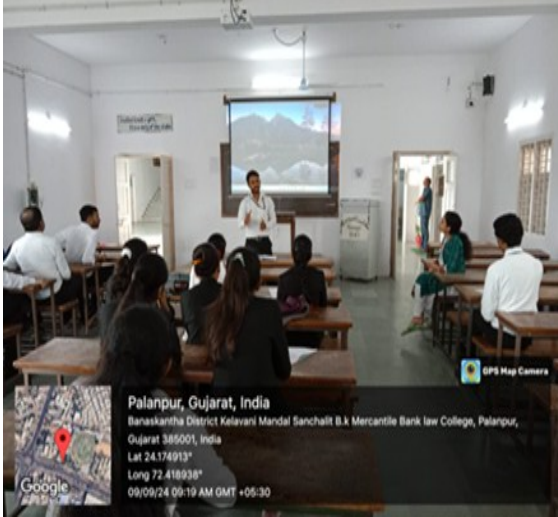 GPS Map Camera
Palanpur, Gujarat, India
Banaskantha District Kelavani Mandal Sanchalit B.k Mercantile Bank law College, Palanpur,
Gujarat 385001, India
Lat 24.174913°
Long 72.418938°
09/09/24 09:19 AM GMT +05:30
Google